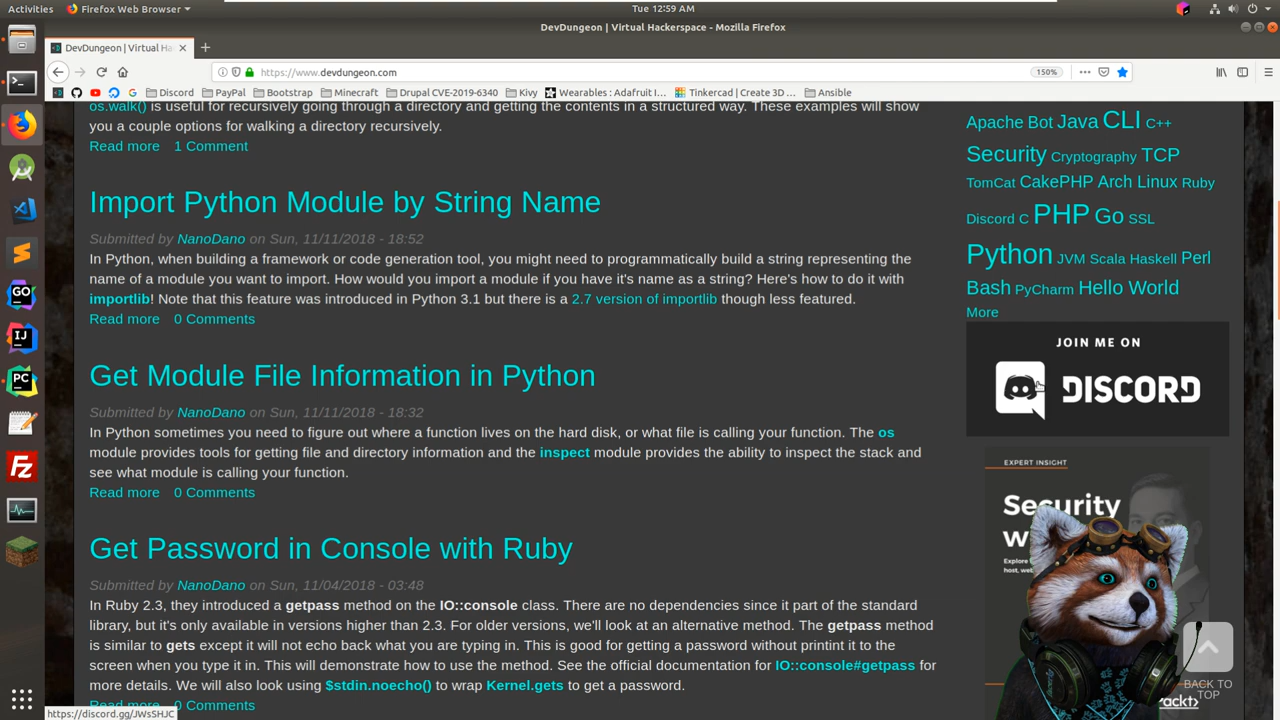 Activities
Firefox Web Browser
Tue 12:59 AM
DevDungeon | Virtual Hackerspace - Mozilla Firefox
DevDungeon | Virtual Ha
https://www.devdungeon.com
150%
Discord
PayPal
Bootstrap
Minecraft
Drupal CVE-2019-6340
Kivy
Wearables : Adafruit I...
Tinkercad | Create 3D ...
Ansible
os.walk() is useful for recursively going through a directory and getting the contents in a structured way. These examples will show
you a couple options for walking a directory recursively.
Read more 1 Comment
Import Python Module by String Name
Submitted by NanoDano on Sun, 11/11/2018 - 18:52
In Python, when building a framework or code generation tool, you might need to programmatically build a string representing the
name of a module you want to import. How would you import a module if you have it's name as a string? Here's how to do it with
importlib! Note that this feature was introduced in Python 3.1 but there is a 2.7 version of importlib though less featured.
Read more 0 Comments
Get Module File Information in Python
Submitted by NanoDano on Sun, 11/11/2018 - 18:32
In Python sometimes you need to figure out where a function lives on the hard disk, or what file is calling your function. The os
module provides tools for getting file and directory information and the inspect module provides the ability to inspect the stack and
see what module is calling your function.
Read more 0 Comments
Get Password in Console with Ruby
Submitted by NanoDano on Sun, 11/04/2018 - 03:48
In Ruby 2.3, they introduced a getpass method on the IO::console class. There are no dependencies since it part of the standard
library, but it's only available in versions higher than 2.3. For older versions, we'll look at an alternative method. The getpass method
is similar to gets except it will not echo back what you are typing in. This is good for getting a password without printint it to the
screen when you type it in. This will demonstrate how to use the method. See the official documentation for IO::console#getpass for
more details. We will also look using $stdin.noecho() to wrap Kernel.gets to get a password.
Read more 0 Comments
https://discord.gg/JWsSHJC
Apache Bot Java CLI C++
Security Cryptography TCP
TomCat CakePHP Arch Linux Ruby
Discord C PHP Go SSL
Python JVM Scala Haskell Perl
Bash PyCharm Hello World
More
JOIN ME ON
DISCORD
EXPERT INSIGHT
Security
BACK TO
TOP
GO
IJ
PC
FZ